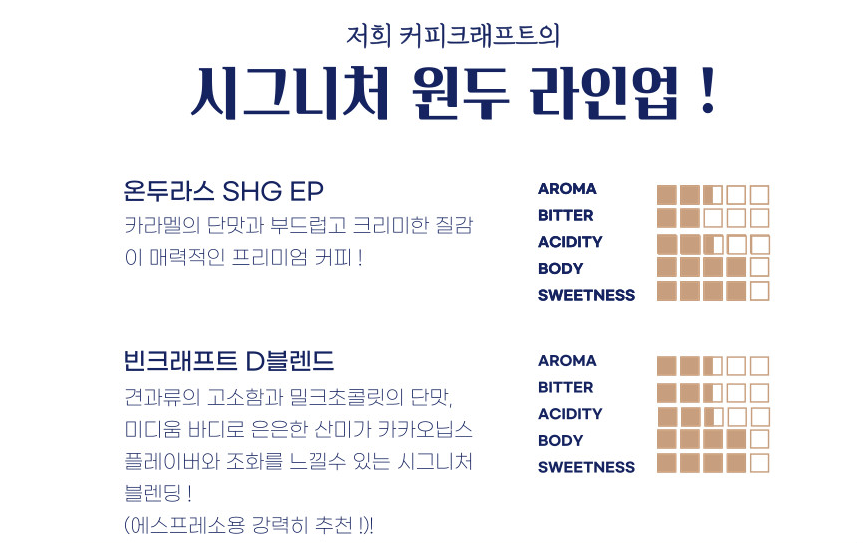 저희 커피크래프트의
시그니처 원두 라인업 !
온두라스 SHG EP
카라멜의 단맛과 부드럽고 크리미한 질감
이 매력적인 프리미엄 커피 !
AROMA
BITTER
ACIDITY
BODY
SWEETNESS
빈크래프트 D블렌드
견과류의 고소함과 밀크초콜릿의 단맛,
미디움 바디로 은은한 산미가 카카오닙스
플레이버와 조화를 느낄수 있는 시그니처
블렌딩 !
(에스프레소용 강력히 추천 !)!
AROMA
BITTER
ACIDITY
BODY
SWEETNESS